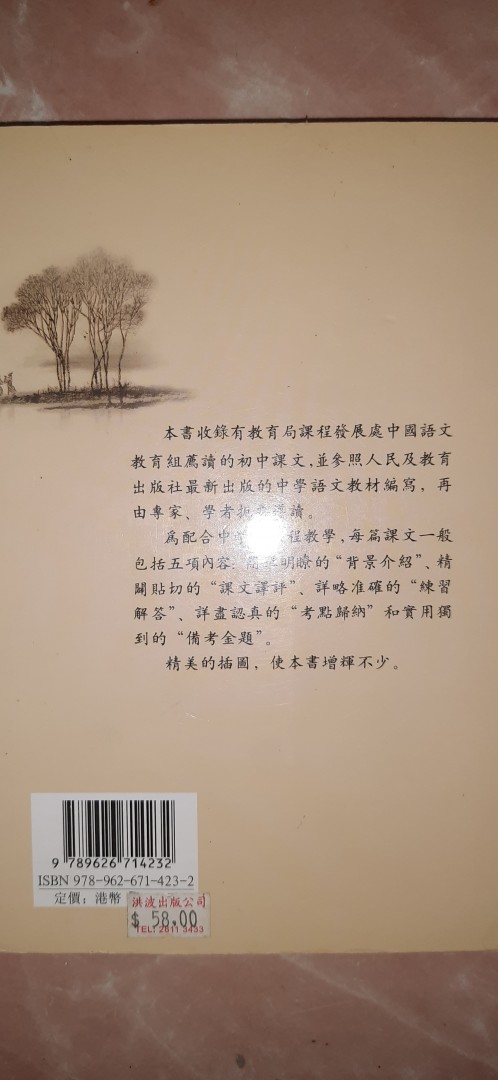 本書收錄有教育局課程發展處中國語文
教育組薦讀的初中課文,並參照人民及教育
出版社最新出版的中學語文教材編寫，再
由專家、學者 讀。
為配合中 程教學，每篇課文一般
包括五項內容：簡單明瞭的“背景介紹”、精
闢貼切的“課文譯評”、詳略准確的“練習
解答”、詳盡認真的“考點歸納”和實用獨
到的“備考金題”。
精美的插圖，使本書增輝不少。
9 789626 714232
ISBN 978-962-671-423-2
定價：港幣
洪波出版公司
$ 58.00
TEL: 2811 3433